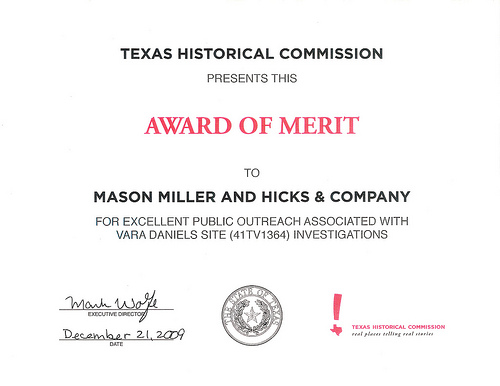 TEXAS HISTORICAL COMMISSION
PRESENTS THIS
AWARD OF MERIT
TO
MASON MILLER AND HICKS & COMPANY
FOR EXCELLENT PUBLIC OUTREACH ASSOCIATED WITH
VARA DANIELS SITE (41TV1364) INVESTIGATIONS
Mark Wolfe
EXECUTIVE DIRECTOR
December 21, 2009
DATE
THE STATE OF TEXAS
TEXAS HISTORICAL COMMISSION
real places telling real stories